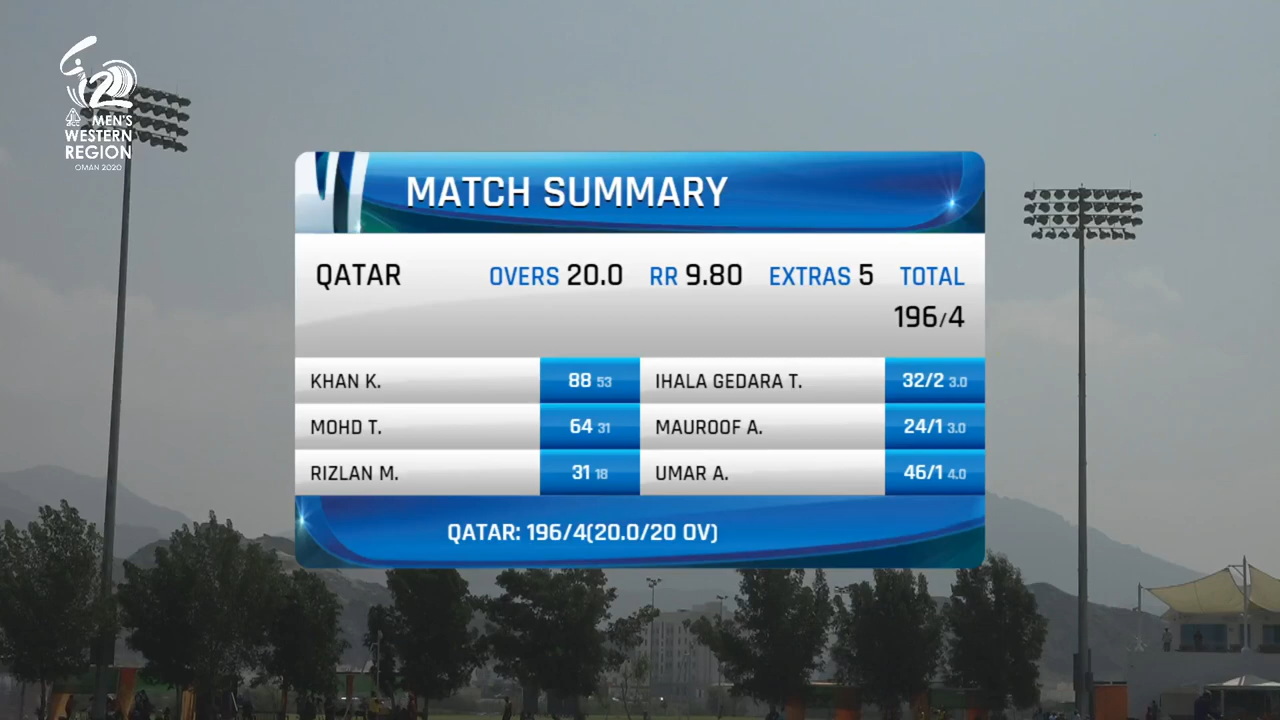 20
ACC MEN'S
WESTERN
REGION
OMAN 2020
MATCH SUMMARY
QATAR OVERS 20.0 RR 9.80 EXTRAS 5 TOTAL
196/4
KHAN K. 88 53 IHALA GEDARA T. 32/2 3.0
MOHD T. 64 31 MAUROOF A. 24/1 3.0
RIZLAN M. 31 18 UMAR A. 46/1 4.0
QATAR: 196/4(20.0/20 OV)